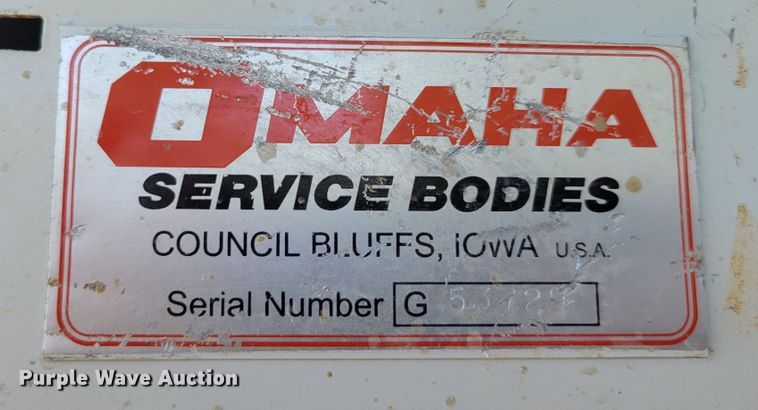 OMAHA
SERVICE BODIES
COUNCIL BLUFFS, IOWA U.S.A.
Serial Number G
Purple Wave Auction